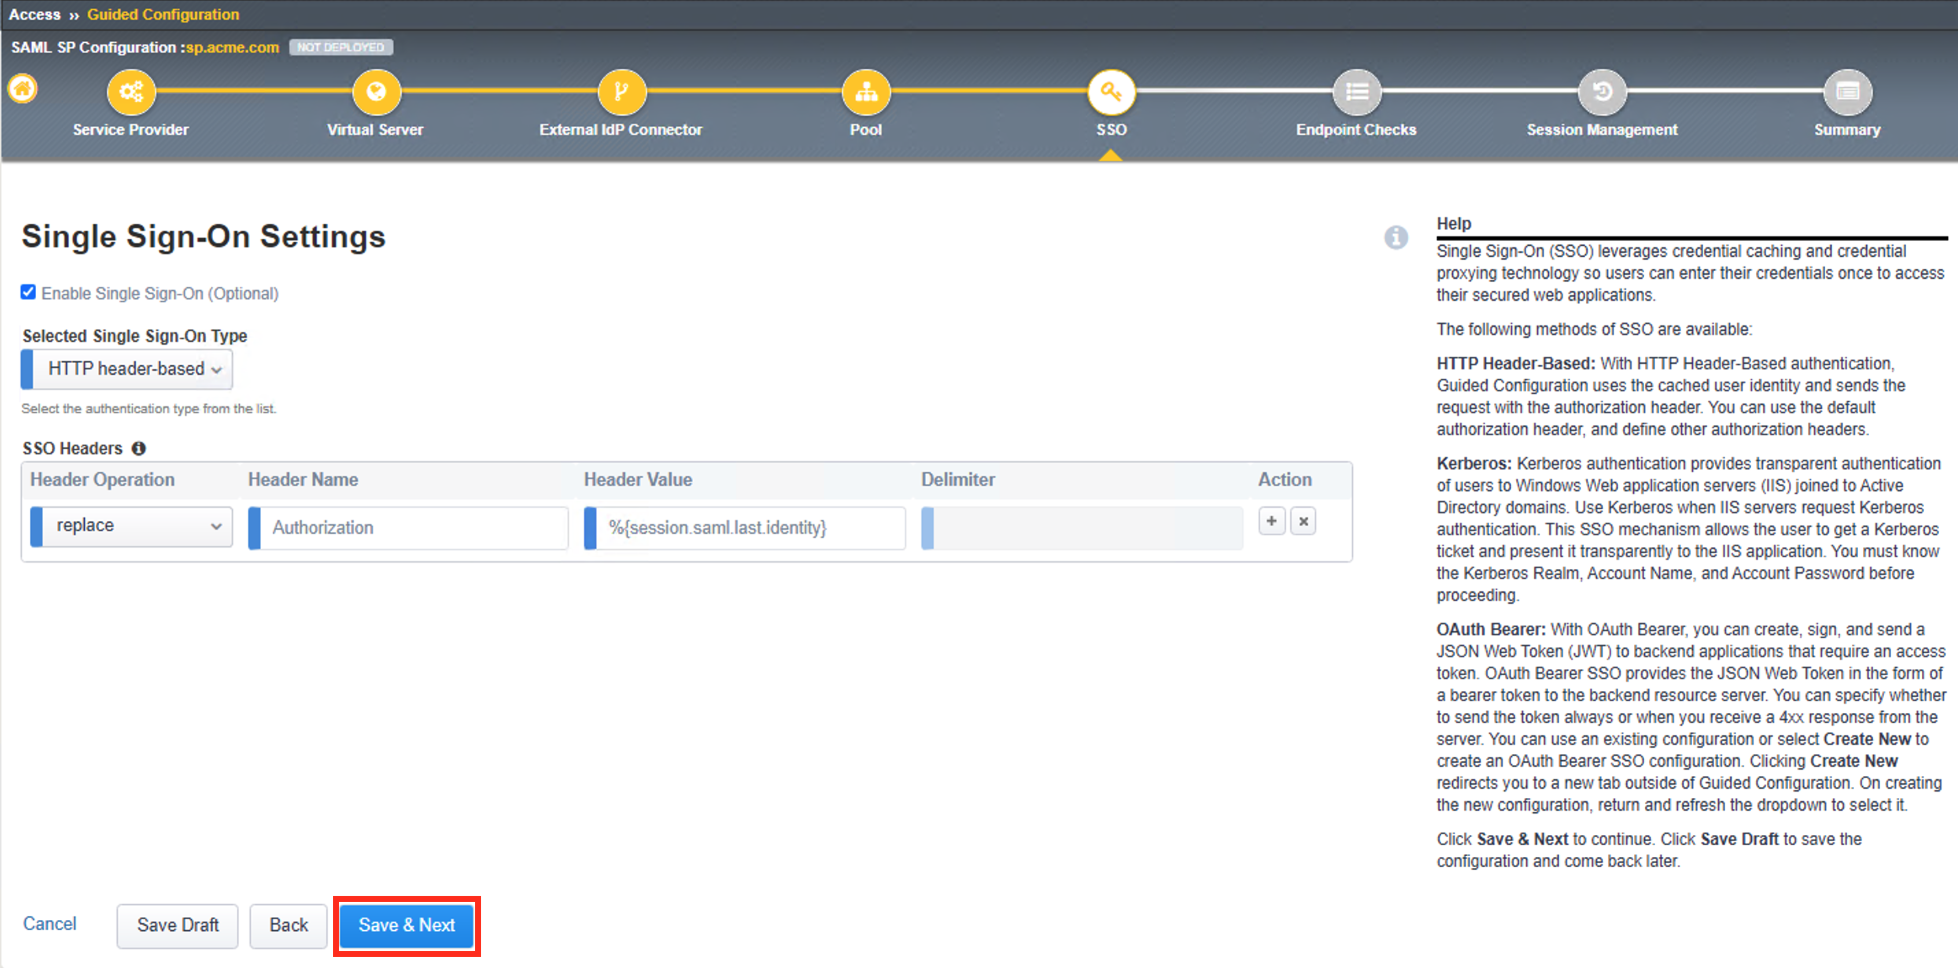 Access » Guided Configuration
SAML SP Configuration :sp.acme.com NOT DEPLOYED
Service Provider
Virtual Server
External IdP Connector
Pool
SSO
Endpoint Checks
Session Management
Summary
Single Sign-On Settings
Enable Single Sign-On (Optional)
Selected Single Sign-On Type
HTTP header-based
Select the authentication type from the list.
SSO Headers
Header Operation Header Name Header Value Delimiter Action
replace Authorization %{session.saml.last.identity}
Cancel Save Draft Back Save & Next
Help
Single Sign-On (SSO) leverages credential caching and credential
proxying technology so users can enter their credentials once to access
their secured web applications.
The following methods of SSO are available:
HTTP Header-Based: With HTTP Header-Based authentication,
Guided Configuration uses the cached user identity and sends the
request with the authorization header. You can use the default
authorization header, and define other authorization headers.
Kerberos: Kerberos authentication provides transparent authentication
of users to Windows Web application servers (IIS) joined to Active
Directory domains. Use Kerberos when IIS servers request Kerberos
authentication. This SSO mechanism allows the user to get a Kerberos
ticket and present it transparently to the IIS application. You must know
the Kerberos Realm, Account Name, and Account Password before
proceeding.
OAuth Bearer: With OAuth Bearer, you can create, sign, and send a
JSON Web Token (JWT) to backend applications that require an access
token. OAuth Bearer SSO provides the JSON Web Token in the form of
a bearer token to the backend resource server. You can specify whether
to send the token always or when you receive a 4xx response from the
server. You can use an existing configuration or select Create New to
create an OAuth Bearer SSO configuration. Clicking Create New
redirects you to a new tab outside of Guided Configuration. On creating
the new configuration, return and refresh the dropdown to select it.
Click Save & Next to continue. Click Save Draft to save the
configuration and come back later.